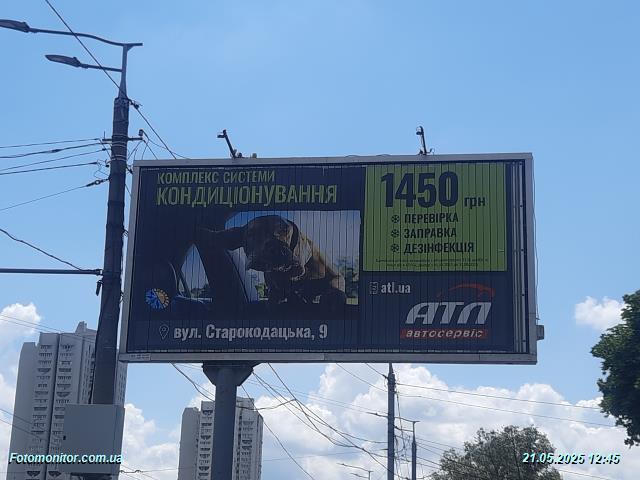 КОМПЛЕКС СИСТЕМИ
КОНДИЦІОНУВАННЯ
1450 грн
ПЕРЕВІРКА
ЗАПРАВКА
ДЕЗІНФЕКЦІЯ
atl.ua
АТЛ
автосервіс
вул. Старокодацька, 9
Fotomonitor.com.ua
21.05.2025 12:45